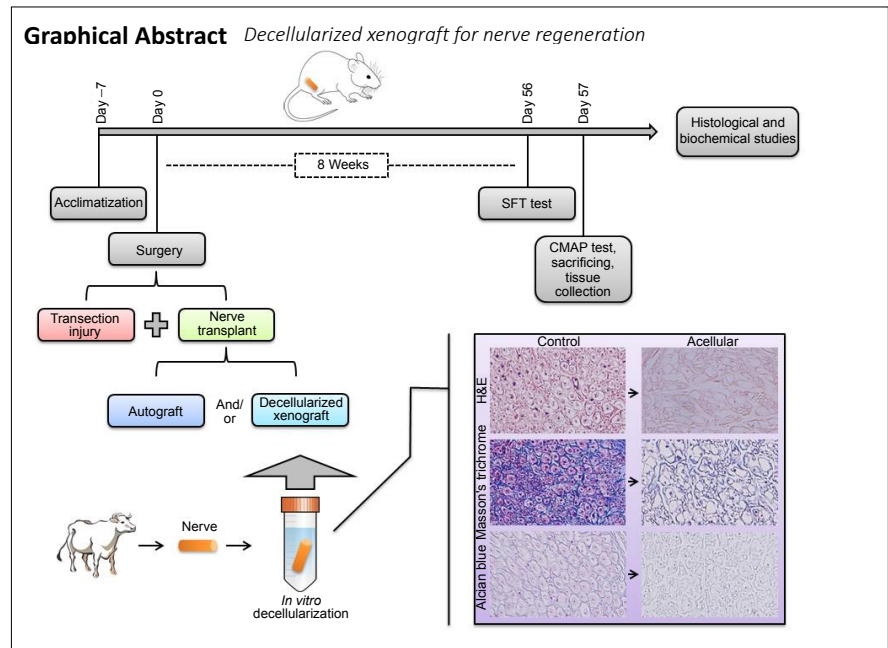 Graphical Abstract Decellularized xenograft for nerve regeneration
Day –7
Day 0
Day 56
Day 57
Histological and
biochemical studies
8 Weeks
Acclimatization
SFT test
Surgery
CMAP test,
sacrificing,
tissue
collection
Transection
injury
Nerve
transplant
Autograft
And/
or
Decellularized
xenograft
Nerve
In vitro
decellularization
Control
Acellular
H&E
Masson's trichrome
Alcian blue